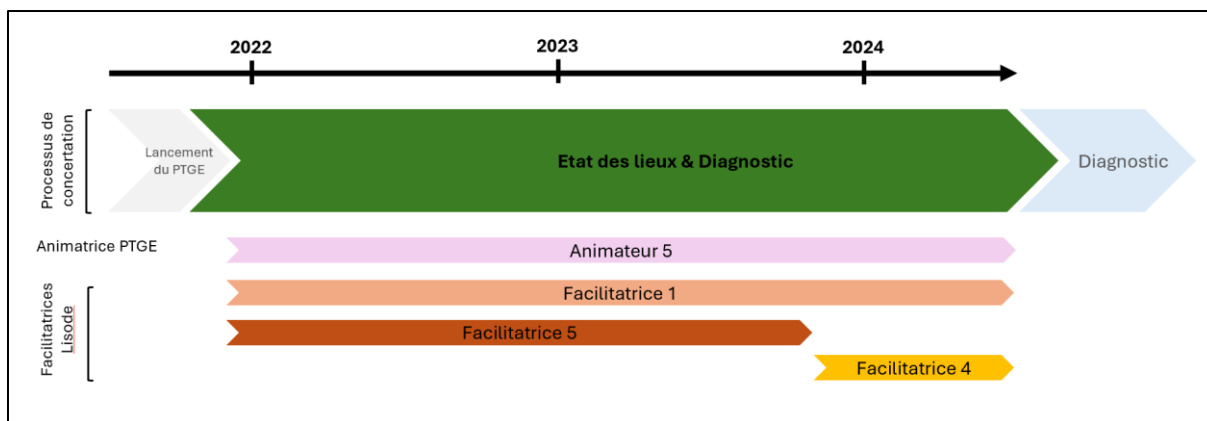 2022
2023
2024
Processus de
concertation
Lancement
du PTGE
Etat des lieux & Diagnostic
Diagnostic
Animatrice PTGE
Animateur 5
Facilitatrices
Lisode
Facilitatrice 1
Facilitatrice 5
Facilitatrice 4